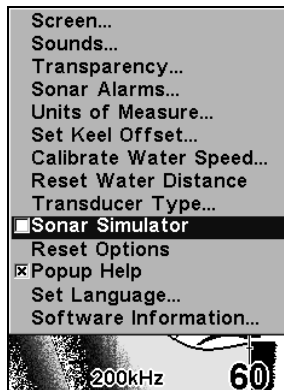 Screen...
Sounds...
Transparency...
Sonar Alarms...
Units of Measure...
Set Keel Offset...
Calibrate Water Speed...
Reset Water Distance
Transducer Type...
Sonar Simulator
Reset Options
Popup Help
Set Language...
Software Information...
200kHz 60